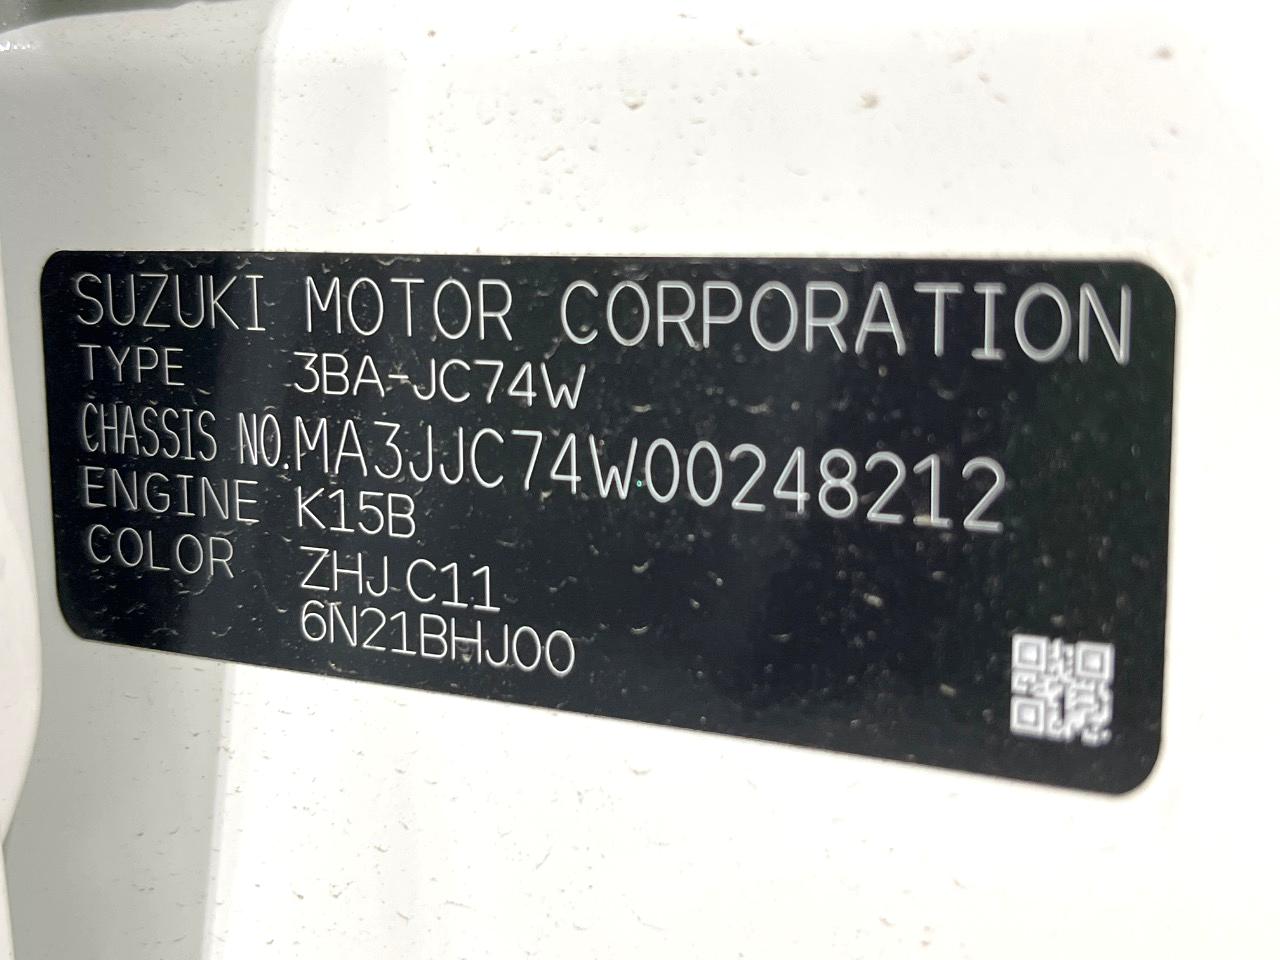 SUZUKI MOTOR CORPORATION
TYPE 3BA-JC74W
CHASSIS NO. MA3JJC74W00248212
ENGINE K15B
COLOR ZHJ C11
6N21BHJ00